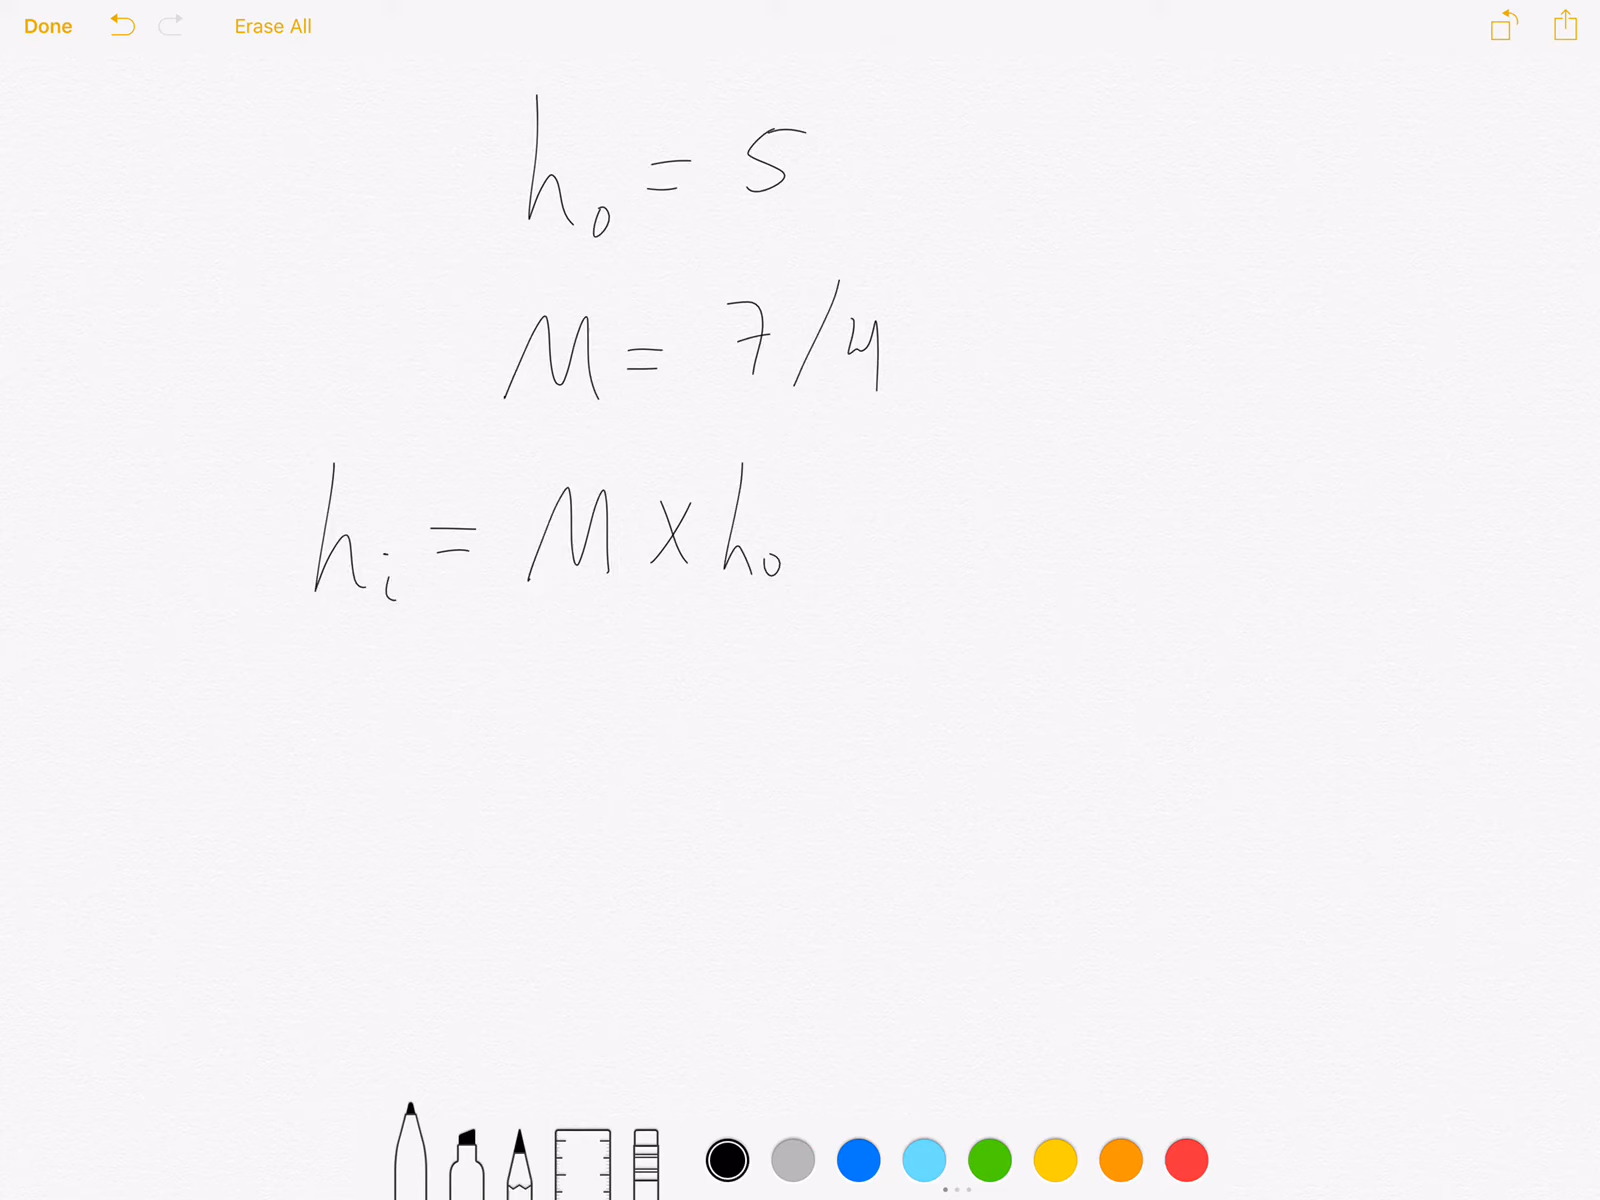 Done Erase All
h₀ = 5
M = 7/4
hᵢ = M x h₀